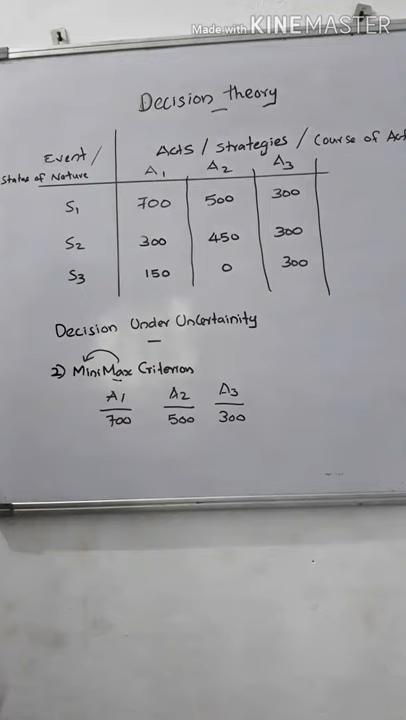 Made with KINEMASTER
Decision theory
Event/ Acts / Strategies / Course of Act
States of Nature A1 A2 A3
S1 700 500 300
S2 300 450 300
S3 150 0 300
Decision Under Uncertainity
2) MiniMax Criterion
A1 A2 A3
700 500 300